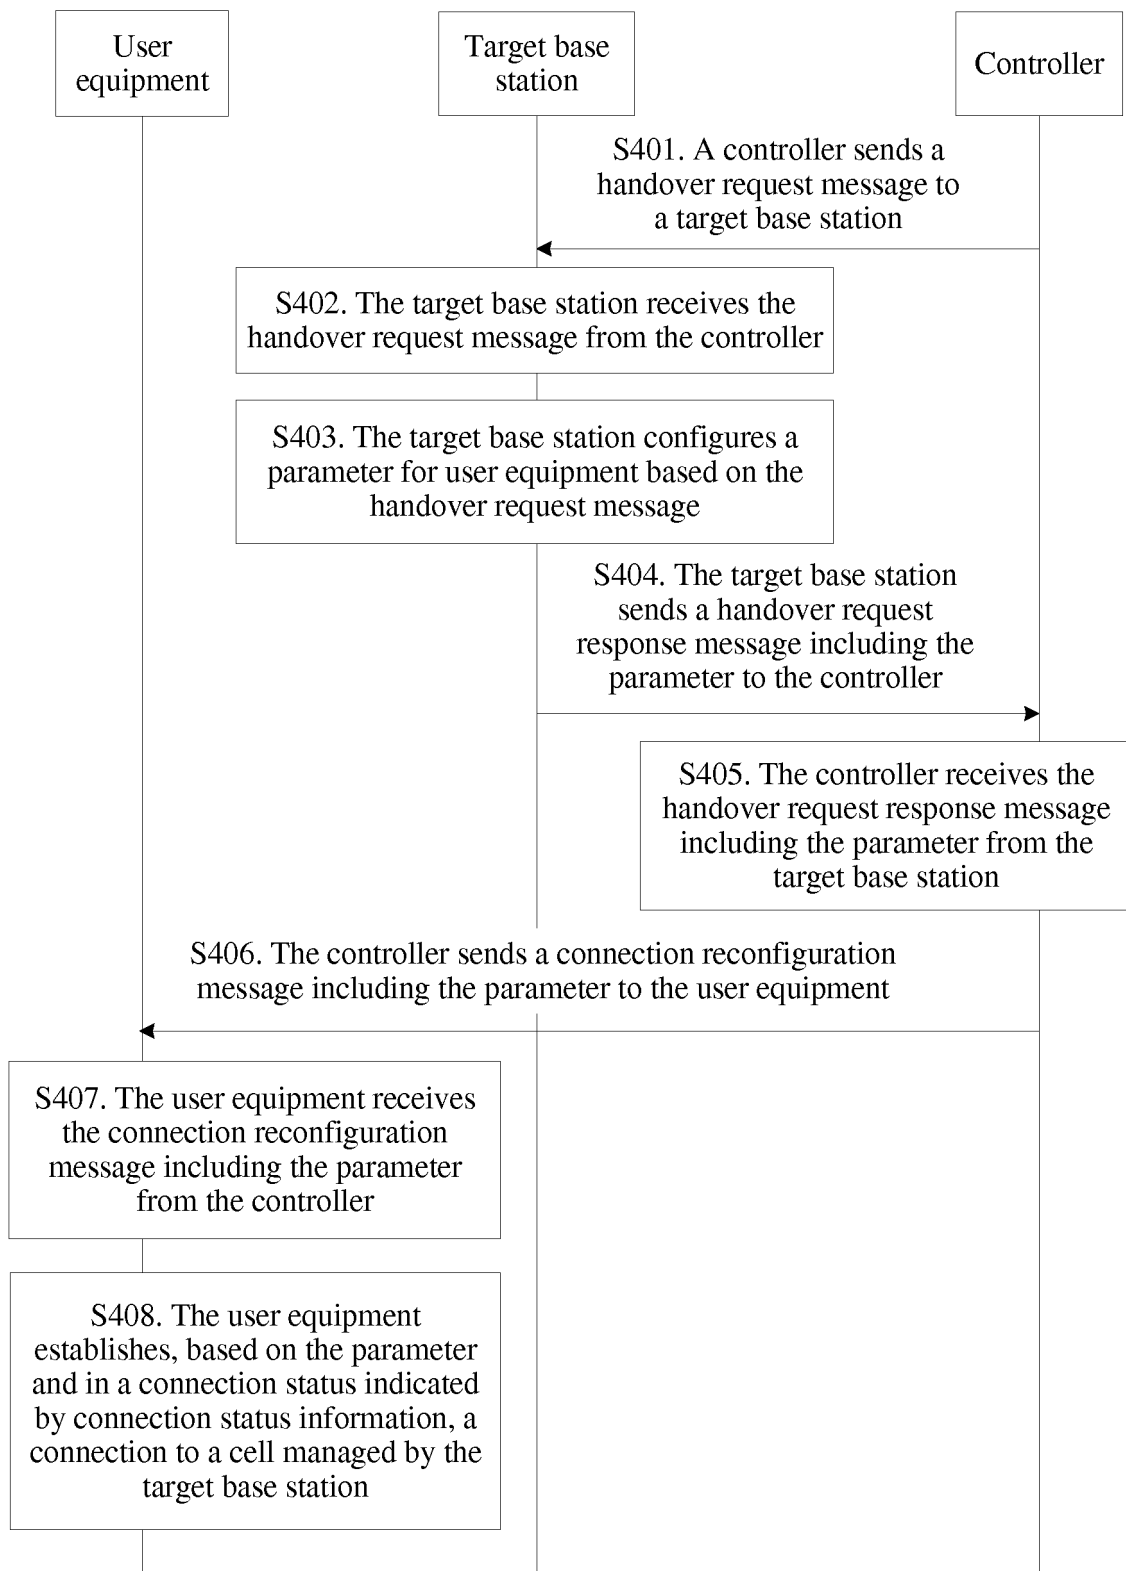 User
equipment
Target base
station
Controller
S401. A controller sends a
handover request message to
a target base station
S402. The target base station receives the
handover request message from the controller
S403. The target base station configures a
parameter for user equipment based on the
handover request message
S404. The target base station
sends a handover request
response message including the
parameter to the controller
S405. The controller receives the
handover request response message
including the parameter from the
target base station
S406. The controller sends a connection reconfiguration
message including the parameter to the user equipment
S407. The user equipment receives
the connection reconfiguration
message including the parameter
from the controller
S408. The user equipment
establishes, based on the parameter
and in a connection status indicated
by connection status information, a
connection to a cell managed by the
target base station